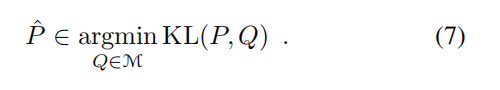 P̂ ∈ argmin KL(P, Q) . (7)
Q∈ℳ